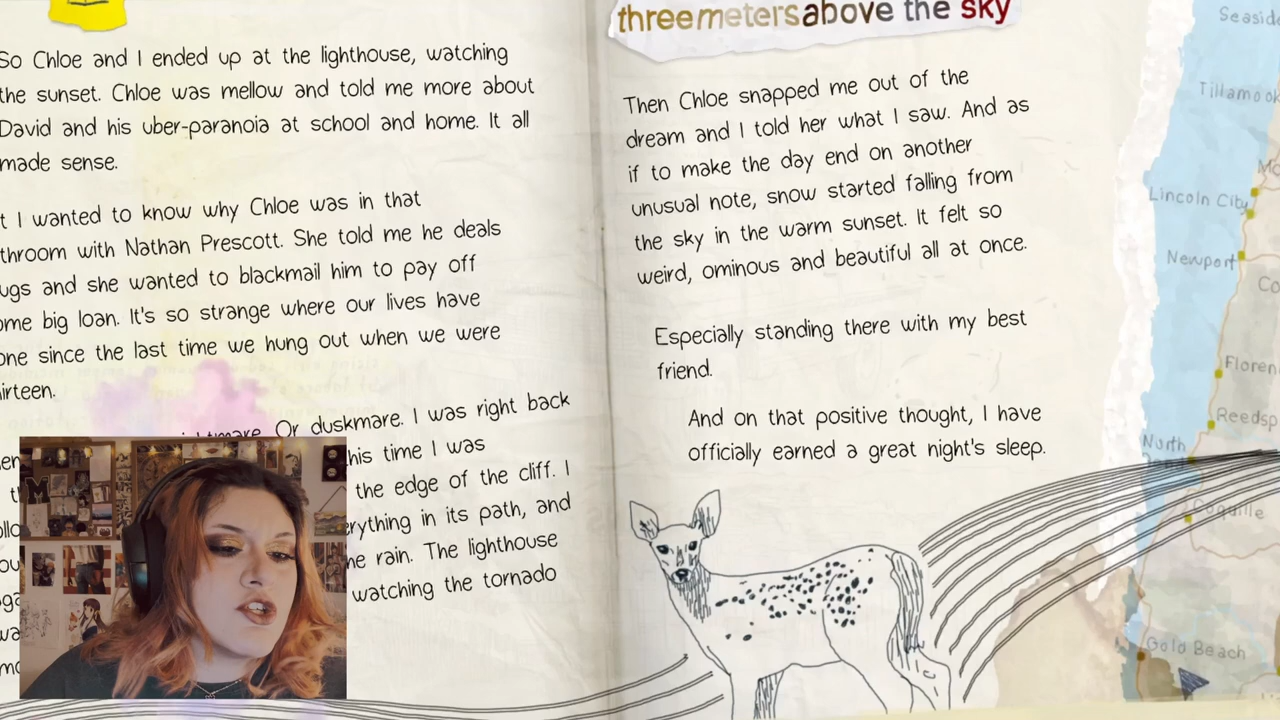 So Chloe and I ended up at the lighthouse, watching
the sunset. Chloe was mellow and told me more about
David and his uber-paranoia at school and home. It all
made sense.
t I wanted to know why Chloe was in that
throom with Nathan Prescott. She told me he deals
ugs and she wanted to blackmail him to pay off
ome big loan. It's so strange where our lives have
one since the last time we hung out when we were
irteen.
Or duskmare. I was right back
his time I was
the edge of the cliff. I
erything in its path, and
he rain. The lighthouse
watching the tornado
threemetersabove the sky
Then Chloe snapped me out of the
dream and I told her what I saw. And as
if to make the day end on another
unusual note, snow started falling from
the sky in the warm sunset. It felt so
weird, ominous and beautiful all at once.
Especially standing there with my best
friend.
And on that positive thought, I have
officially earned a great night's sleep.
Seaside
Tillamook
Lincoln City
Newport
Co
Floren
Reedsp
North
Coquille
Gold Beach
M